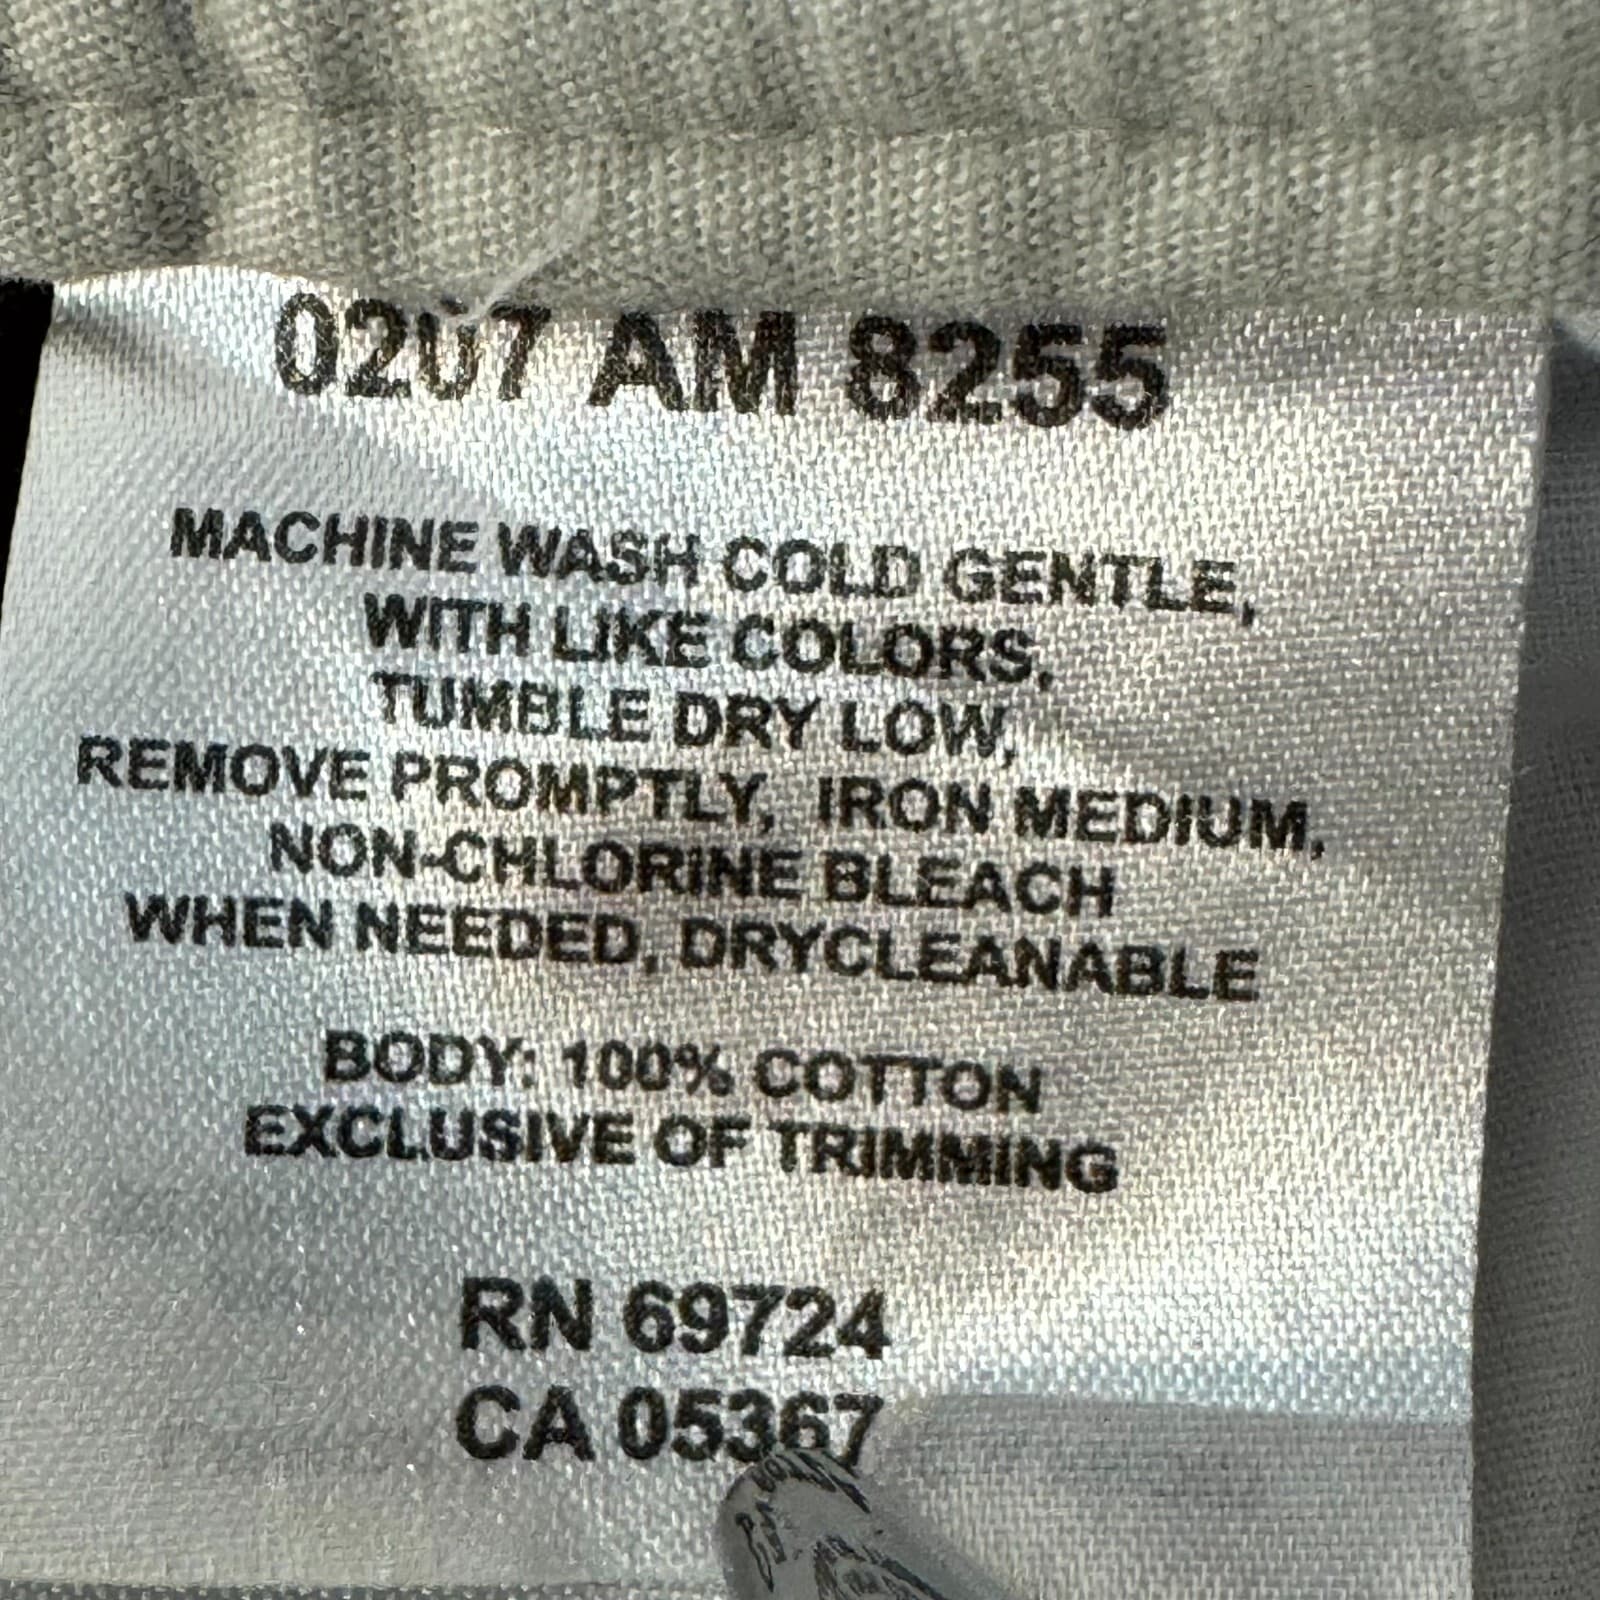 0207 AM 8255
MACHINE WASH COLD GENTLE,
WITH LIKE COLORS,
TUMBLE DRY LOW,
REMOVE PROMPTLY, IRON MEDIUM,
NON-CHLORINE BLEACH
WHEN NEEDED, DRYCLEANABLE
BODY: 100% COTTON
EXCLUSIVE OF TRIMMING
RN 69724
CA 05367